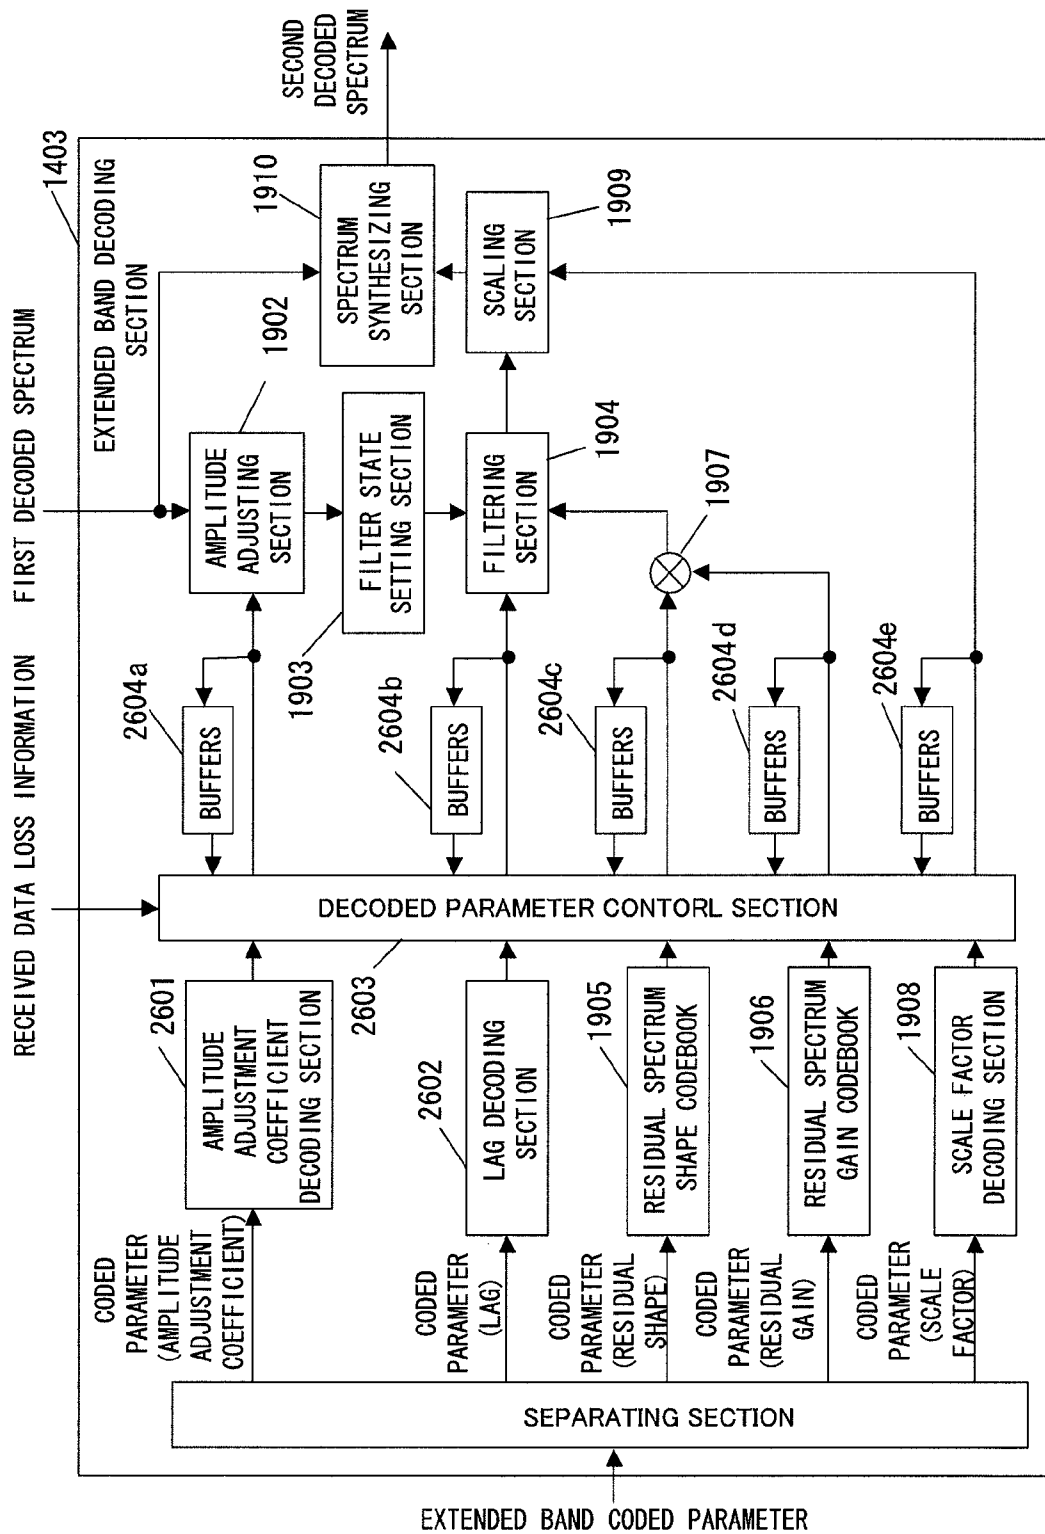 RECEIVED DATA LOSS INFORMATION
FIRST DECODED SPECTRUM
1403
EXTENDED BAND DECODING
SECTION
EXTENDED BAND CODED PARAMETER
SEPARATING SECTION
CODED
PARAMETER
(AMPLITUDE
ADJUSTMENT
COEFFICIENT)
2601
AMPLITUDE
ADJUSTMENT
COEFFICIENT
DECODING SECTION
CODED
PARAMETER
(LAG)
2602
LAG DECODING
SECTION
CODED
PARAMETER
(RESIDUAL
SHAPE)
1905
RESIDUAL SPECTRUM
SHAPE CODEBOOK
CODED
PARAMETER
(RESIDUAL
GAIN)
1906
RESIDUAL SPECTRUM
GAIN CODEBOOK
CODED
PARAMETER
(SCALE
FACTOR)
1908
SCALE FACTOR
DECODING SECTION
2603
DECODED PARAMETER CONTORL SECTION
2604a
BUFFERS
2604b
BUFFERS
2604c
BUFFERS
2604d
BUFFERS
2604e
BUFFERS
1902
AMPLITUDE
ADJUSTING
SECTION
1903
FILTER STATE
SETTING SECTION
1904
FILTERING
SECTION
1907
1910
SPECTRUM
SYNTHESIZING
SECTION
1909
SCALING
SECTION
SECOND
DECODED
SPECTRUM